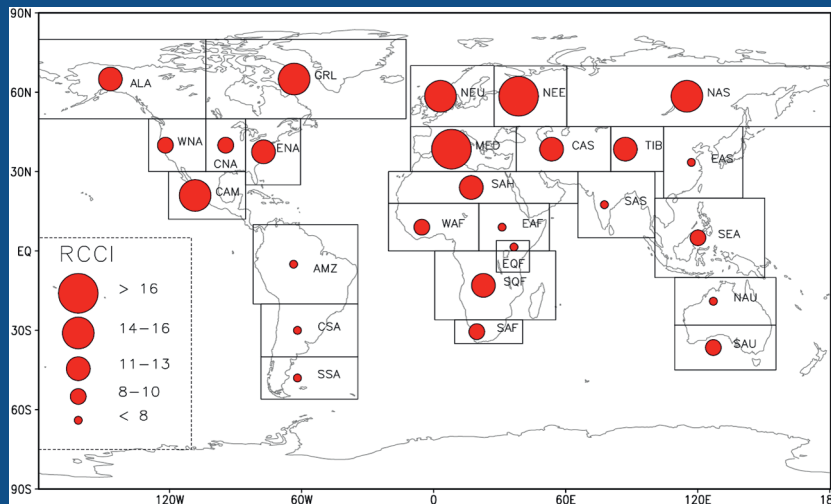 90N
60N
30N
EQ
30S
60S
90S
120W
60W
0
60E
120E
18
ALA
GRL
NEU
NEE
NAS
WNA
CNA
ENA
MED
CAS
TIB
EAS
CAM
SAH
SAS
WAF
EAF
SEA
AMZ
EQF
SQF
NAU
CSA
SAF
SAU
SSA
RCCI
> 16
14-16
11-13
8-10
< 8